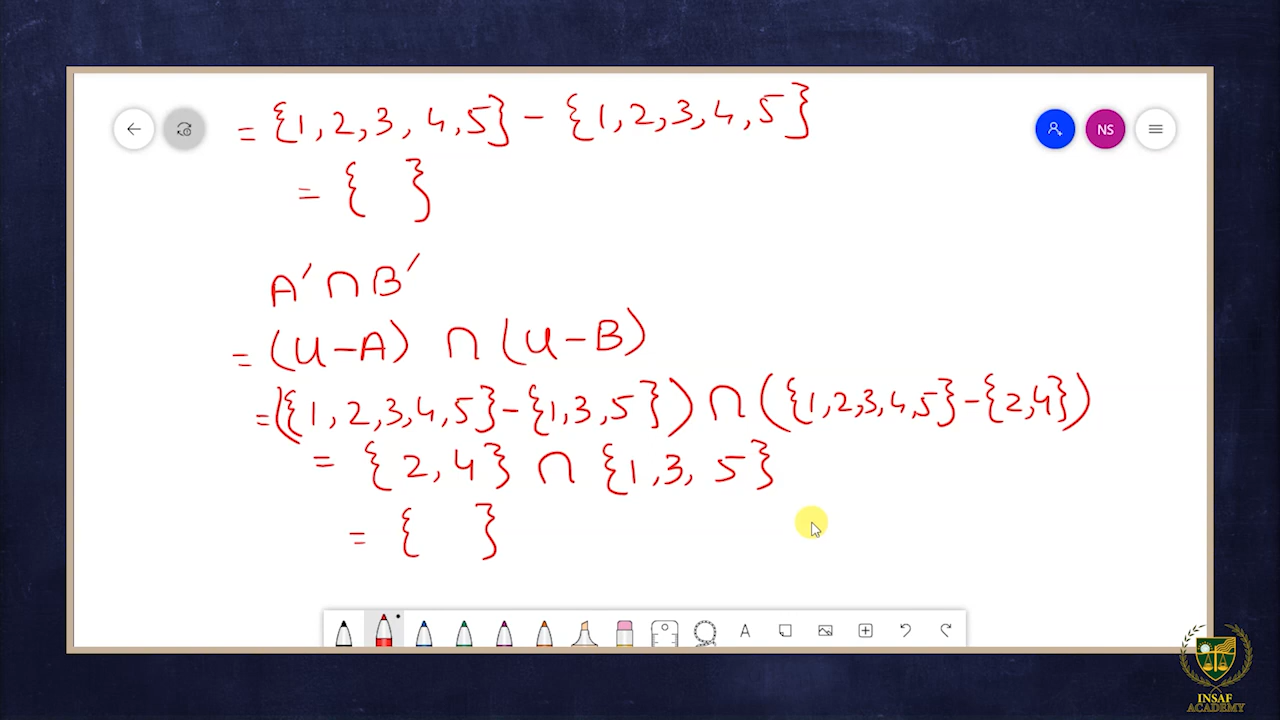 = {1, 2, 3, 4, 5} - {1, 2, 3, 4, 5}
NS
= { }
A′ ∩ B′
= (U - A) ∩ (U - B)
= ({1, 2, 3, 4, 5} - {1, 3, 5}) ∩ ({1, 2, 3, 4, 5} - {2, 4})
= {2, 4} ∩ {1, 3, 5}
= { }
A
INSAF
ACADEMY